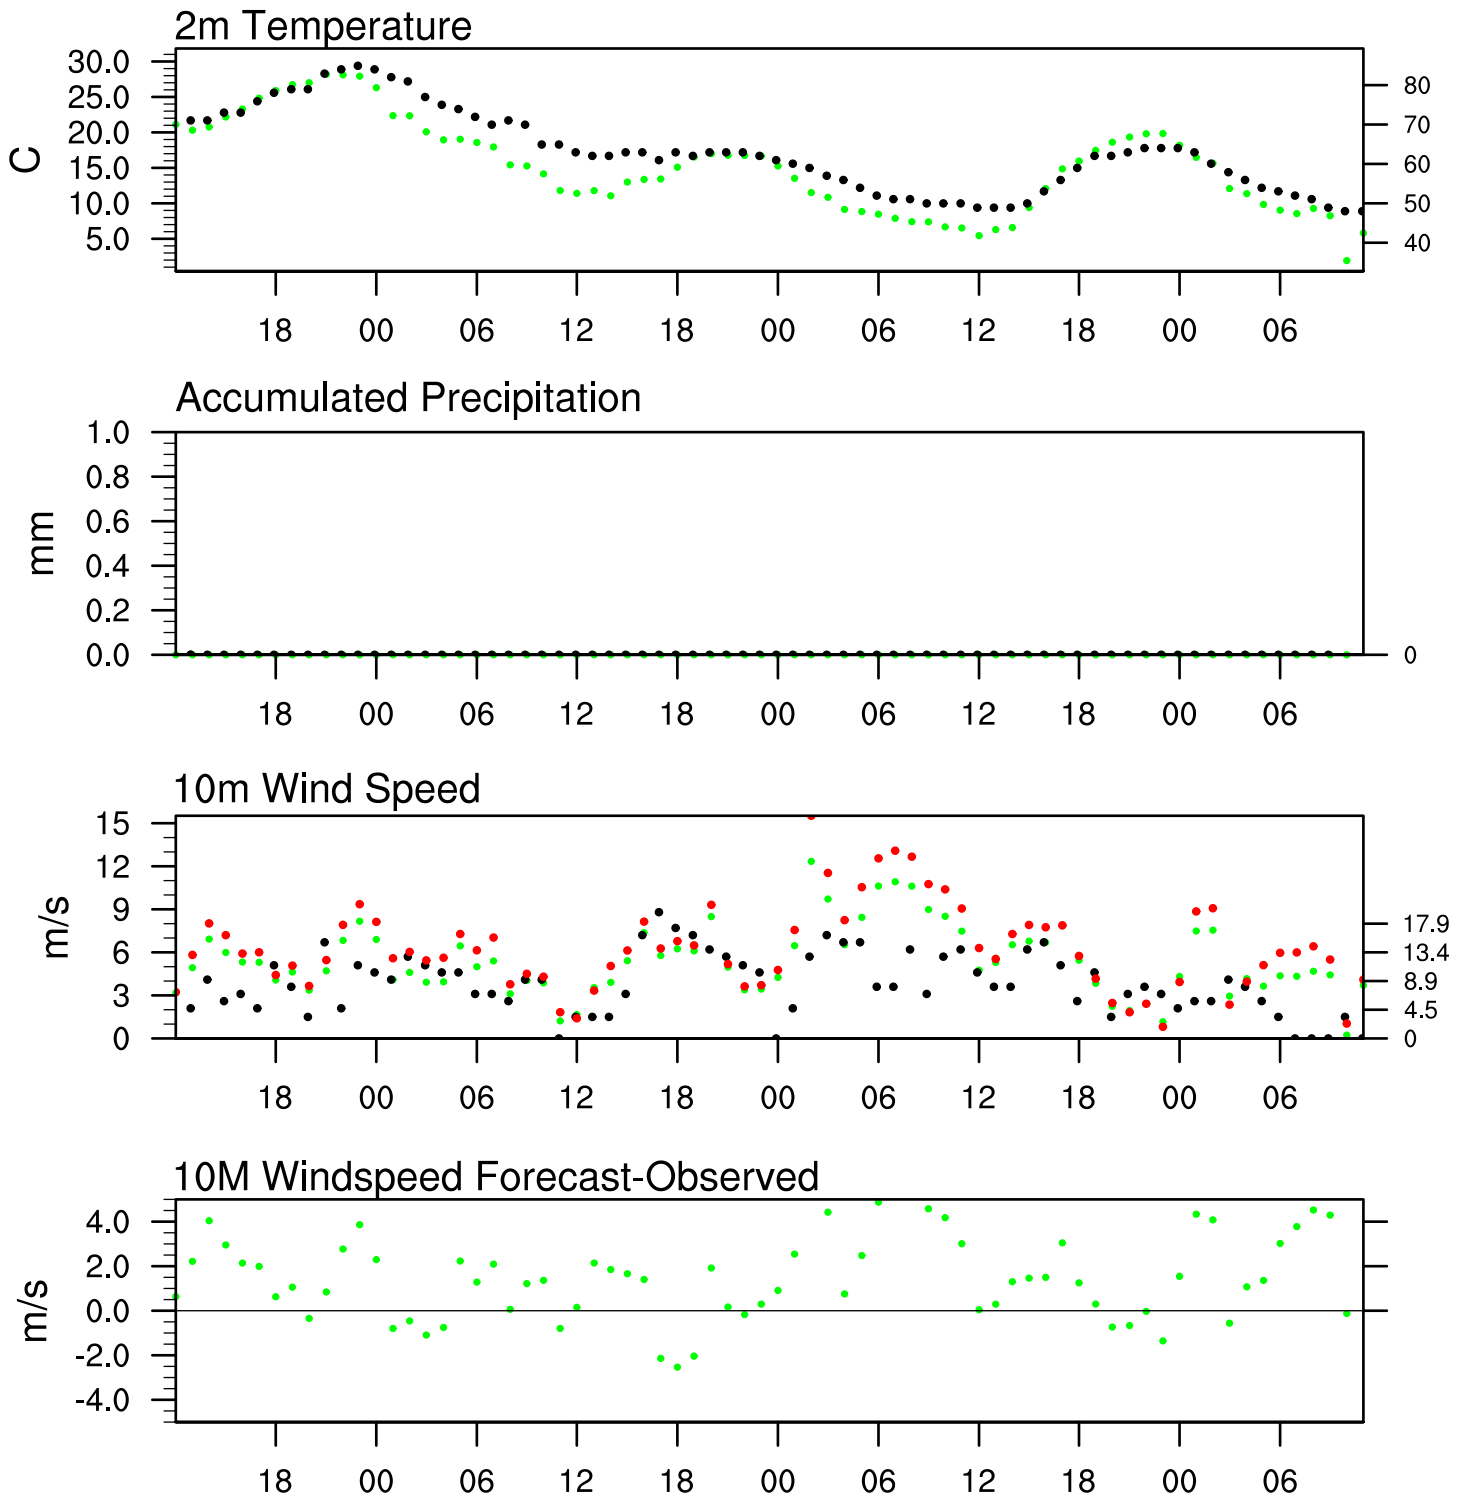 2m Temperature
30.0
25.0
20.0
15.0
10.0
5.0
C
80
70
60
50
40
18 00 06 12 18 00 06 12 18 00 06
Accumulated Precipitation
1.0
0.8
0.6
0.4
0.2
0.0
mm
0
18 00 06 12 18 00 06 12 18 00 06
10m Wind Speed
15
12
9
6
3
0
m/s
17.9
13.4
8.9
4.5
0
18 00 06 12 18 00 06 12 18 00 06
10M Windspeed Forecast-Observed
4.0
2.0
0.0
-2.0
-4.0
m/s
18 00 06 12 18 00 06 12 18 00 06